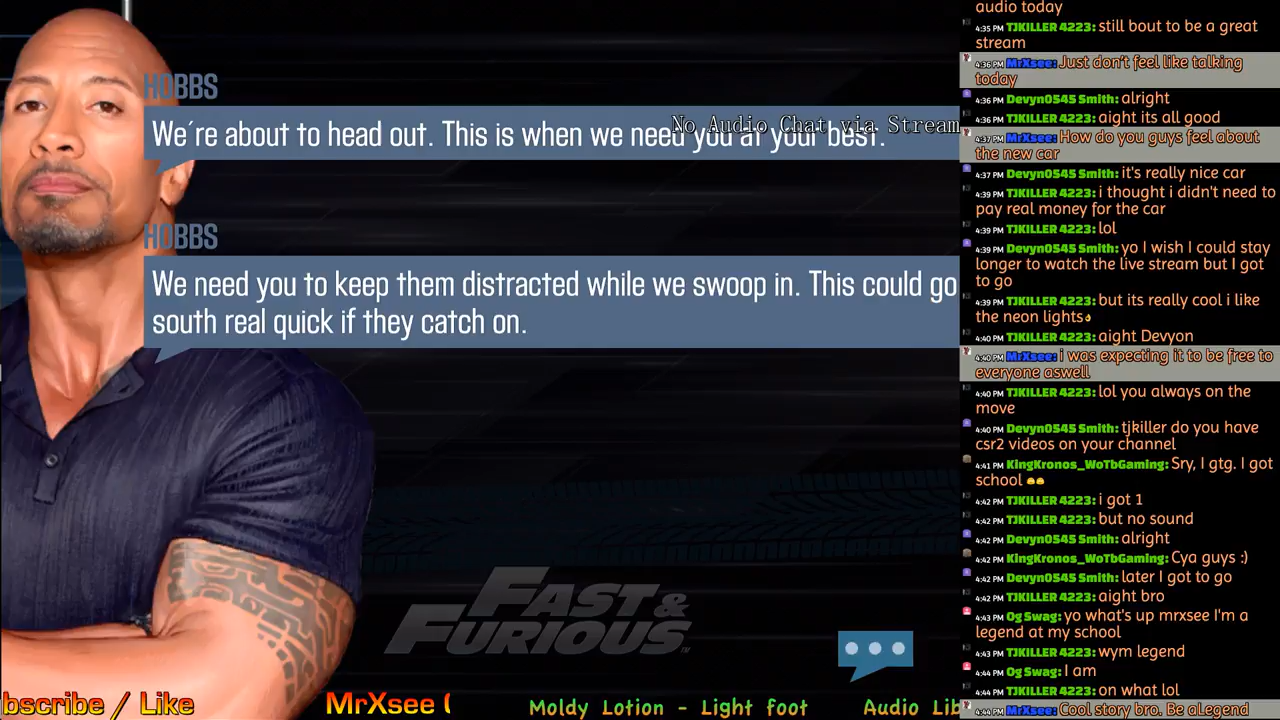 HOBBS
We´re about to head out. This is when we need you at your best.
No Audio Chat via Stream
HOBBS
We need you to keep them distracted while we swoop in. This could go
south real quick if they catch on.
FAST &
FURIOUS
bscribe / Like
MrXsee
Moldy Lotion - Light foot
Audio Lib
audio today
4:35 PM TJKILLER 4223: still bout to be a great
stream
4:36 PM MrXsee: Just don't feel like talking
today
4:36 PM Devyn0545 Smith: alright
4:36 PM TJKILLER 4223: aight its all good
4:37 PM MrXsee: How do you guys feel about
the new car
4:37 PM Devyn0545 Smith: it's really nice car
4:39 PM TJKILLER 4223: i thought i didn't need to
pay real money for the car
4:39 PM TJKILLER 4223: lol
4:39 PM Devyn0545 Smith: yo I wish I could stay
longer to watch the live stream but I got
to go
4:39 PM TJKILLER 4223: but its really cool i like
the neon lights👌
4:40 PM TJKILLER 4223: aight Devyon
4:40 PM MrXsee: i was expecting it to be free to
everyone aswell
4:40 PM TJKILLER 4223: lol you always on the
move
4:40 PM Devyn0545 Smith: tjkiller do you have
csr2 videos on your channel
4:41 PM KingKronos_WoTbGaming: Sry, I gtg. I got
school
4:42 PM TJKILLER 4223: i got 1
4:42 PM TJKILLER 4223: but no sound
4:42 PM Devyn0545 Smith: alright
4:42 PM KingKronos_WoTbGaming: Cya guys :)
4:42 PM Devyn0545 Smith: later I got to go
4:42 PM TJKILLER 4223: aight bro
4:43 PM Og Swag: yo what's up mrxsee I'm a
legend at my school
4:43 PM TJKILLER 4223: wym legend
4:44 PM Og Swag: I am
4:44 PM TJKILLER 4223: on what lol
4:44 PM MrXsee: Cool story bro. Be aLegend